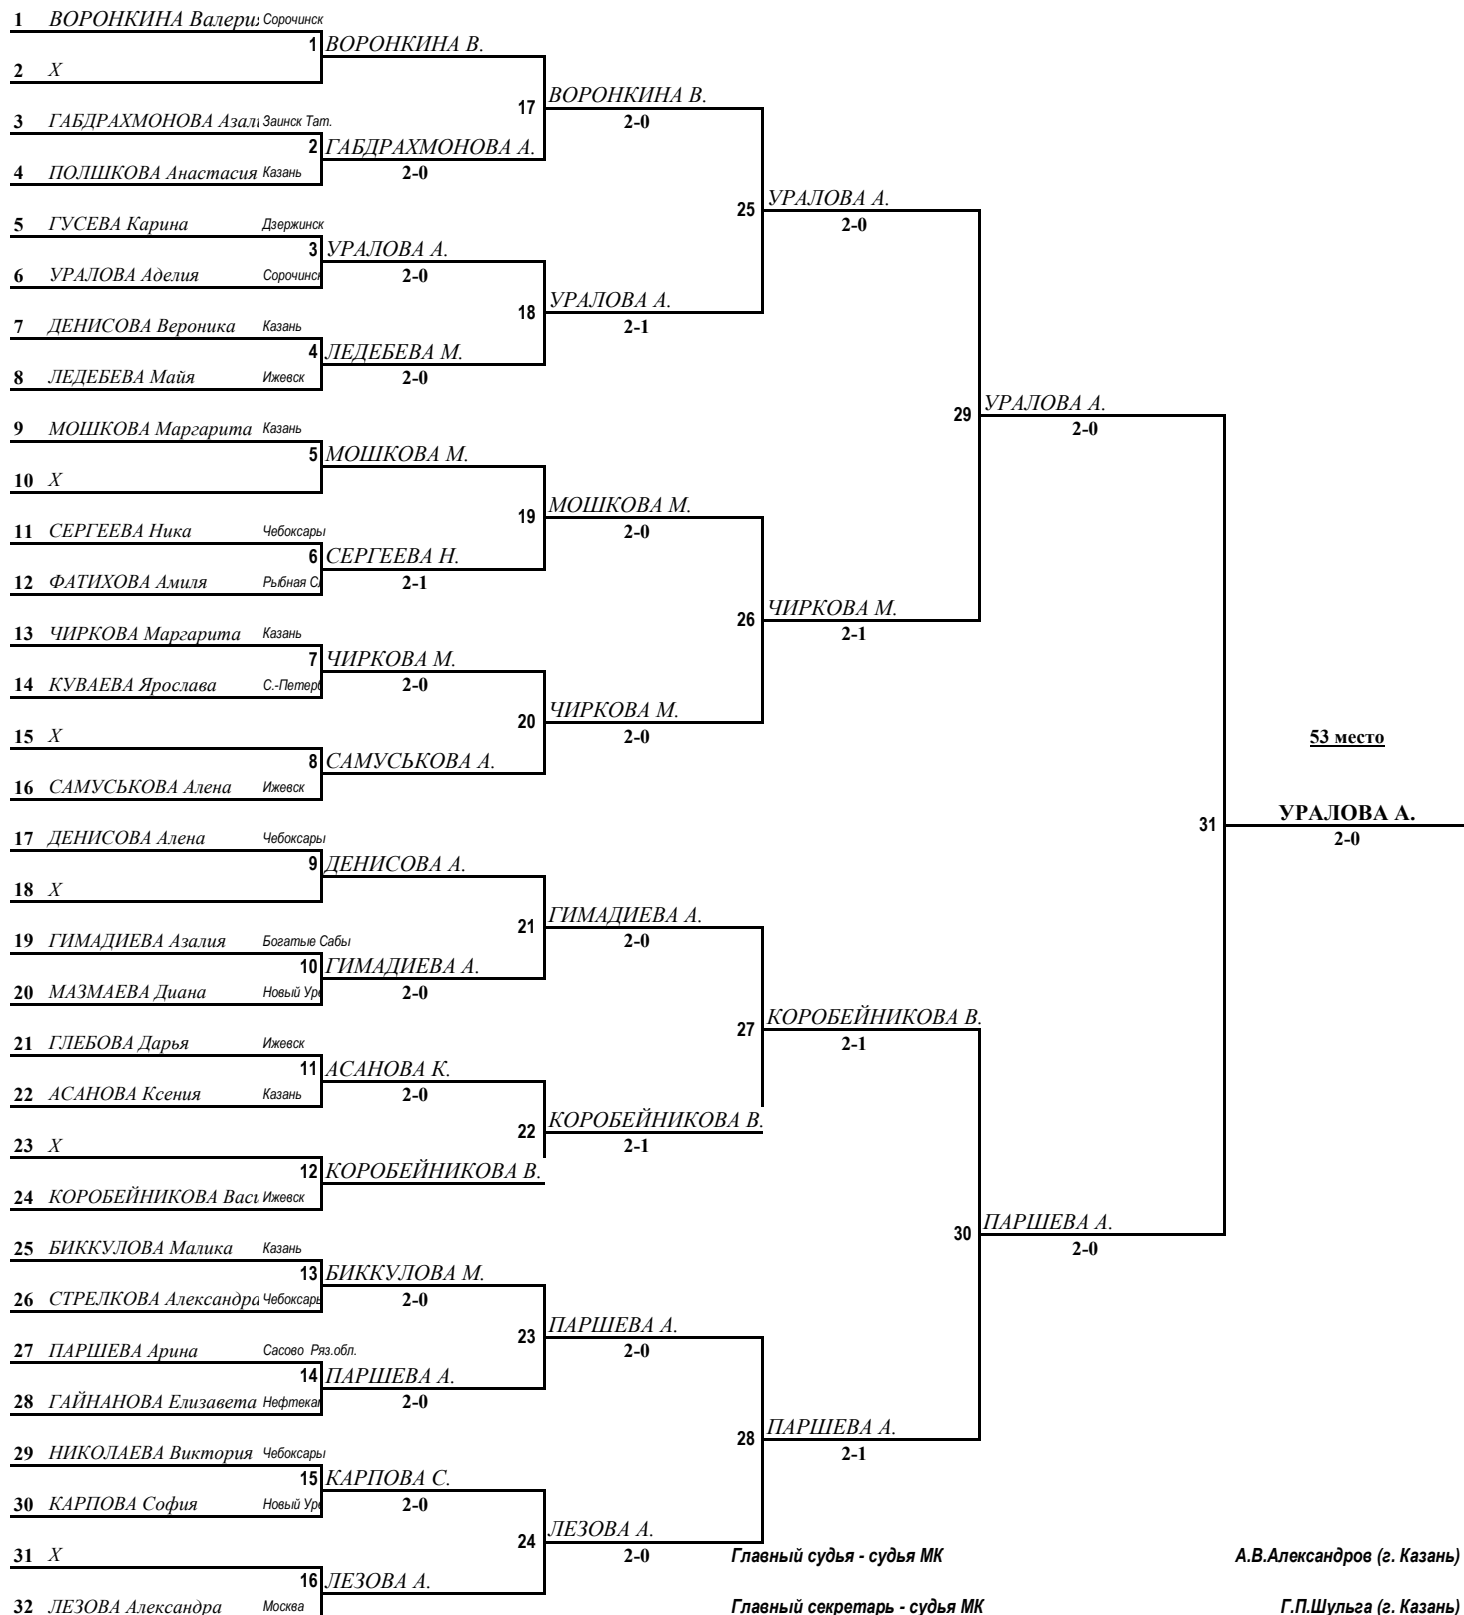 1 ВОРОНКИНА Валери Сорочинск
1 ВОРОНКИНА В.
2 X
17 ВОРОНКИНА В.
2-0
3 ГАБДРАХМОНОВА Азал Заинск Тат.
2 ГАБДРАХМОНОВА А.
2-0
4 ПОЛШКОВА Анастасия Казань
25 УРАЛОВА А.
2-0
5 ГУСЕВА Карина Дзержинск
3 УРАЛОВА А.
2-0
6 УРАЛОВА Аделия Сорочинск
18 УРАЛОВА А.
2-1
7 ДЕНИСОВА Вероника Казань
4 ЛЕДЕБЕВА М.
2-0
8 ЛЕДЕБЕВА Майя Ижевск
29 УРАЛОВА А.
2-0
9 МОШКОВА Маргарита Казань
5 МОШКОВА М.
10 X
19 МОШКОВА М.
2-0
11 СЕРГЕЕВА Ника Чебоксары
6 СЕРГЕЕВА Н.
2-1
12 ФАТИХОВА Амиля Рыбная С
26 ЧИРКОВА М.
2-1
13 ЧИРКОВА Маргарита Казань
7 ЧИРКОВА М.
2-0
14 КУВАЕВА Ярослава С.-Петерб
20 ЧИРКОВА М.
2-0
15 X
8 САМУСЬКОВА А.
16 САМУСЬКОВА Алена Ижевск
53 место
31 УРАЛОВА А.
2-0
17 ДЕНИСОВА Алена Чебоксары
9 ДЕНИСОВА А.
18 X
21 ГИМАДИЕВА А.
2-0
19 ГИМАДИЕВА Азалия Богатые Сабы
10 ГИМАДИЕВА А.
2-0
20 МАЗМАЕВА Диана Новый Уре
27 КОРОБЕЙНИКОВА В.
2-1
21 ГЛЕБОВА Дарья Ижевск
11 АСАНОВА К.
2-0
22 АСАНОВА Ксения Казань
22 КОРОБЕЙНИКОВА В.
2-1
23 X
12 КОРОБЕЙНИКОВА В.
24 КОРОБЕЙНИКОВА Вас Ижевск
30 ПАРШЕВА А.
2-0
25 БИККУЛОВА Малика Казань
13 БИККУЛОВА М.
2-0
26 СТРЕЛКОВА Александра Чебоксары
23 ПАРШЕВА А.
2-0
27 ПАРШЕВА Арина Сасово Ряз.обл.
14 ПАРШЕВА А.
2-0
28 ГАЙНАНОВА Елизавета Нефтекам
28 ПАРШЕВА А.
2-1
29 НИКОЛАЕВА Виктория Чебоксары
15 КАРПОВА С.
2-0
30 КАРПОВА София Новый Уре
24 ЛЕЗОВА А.
2-0
31 X
Главный судья - судья МК А.В.Александров (г. Казань)
16 ЛЕЗОВА А.
32 ЛЕЗОВА Александра Москва
Главный секретарь - судья МК Г.П.Шульга (г. Казань)